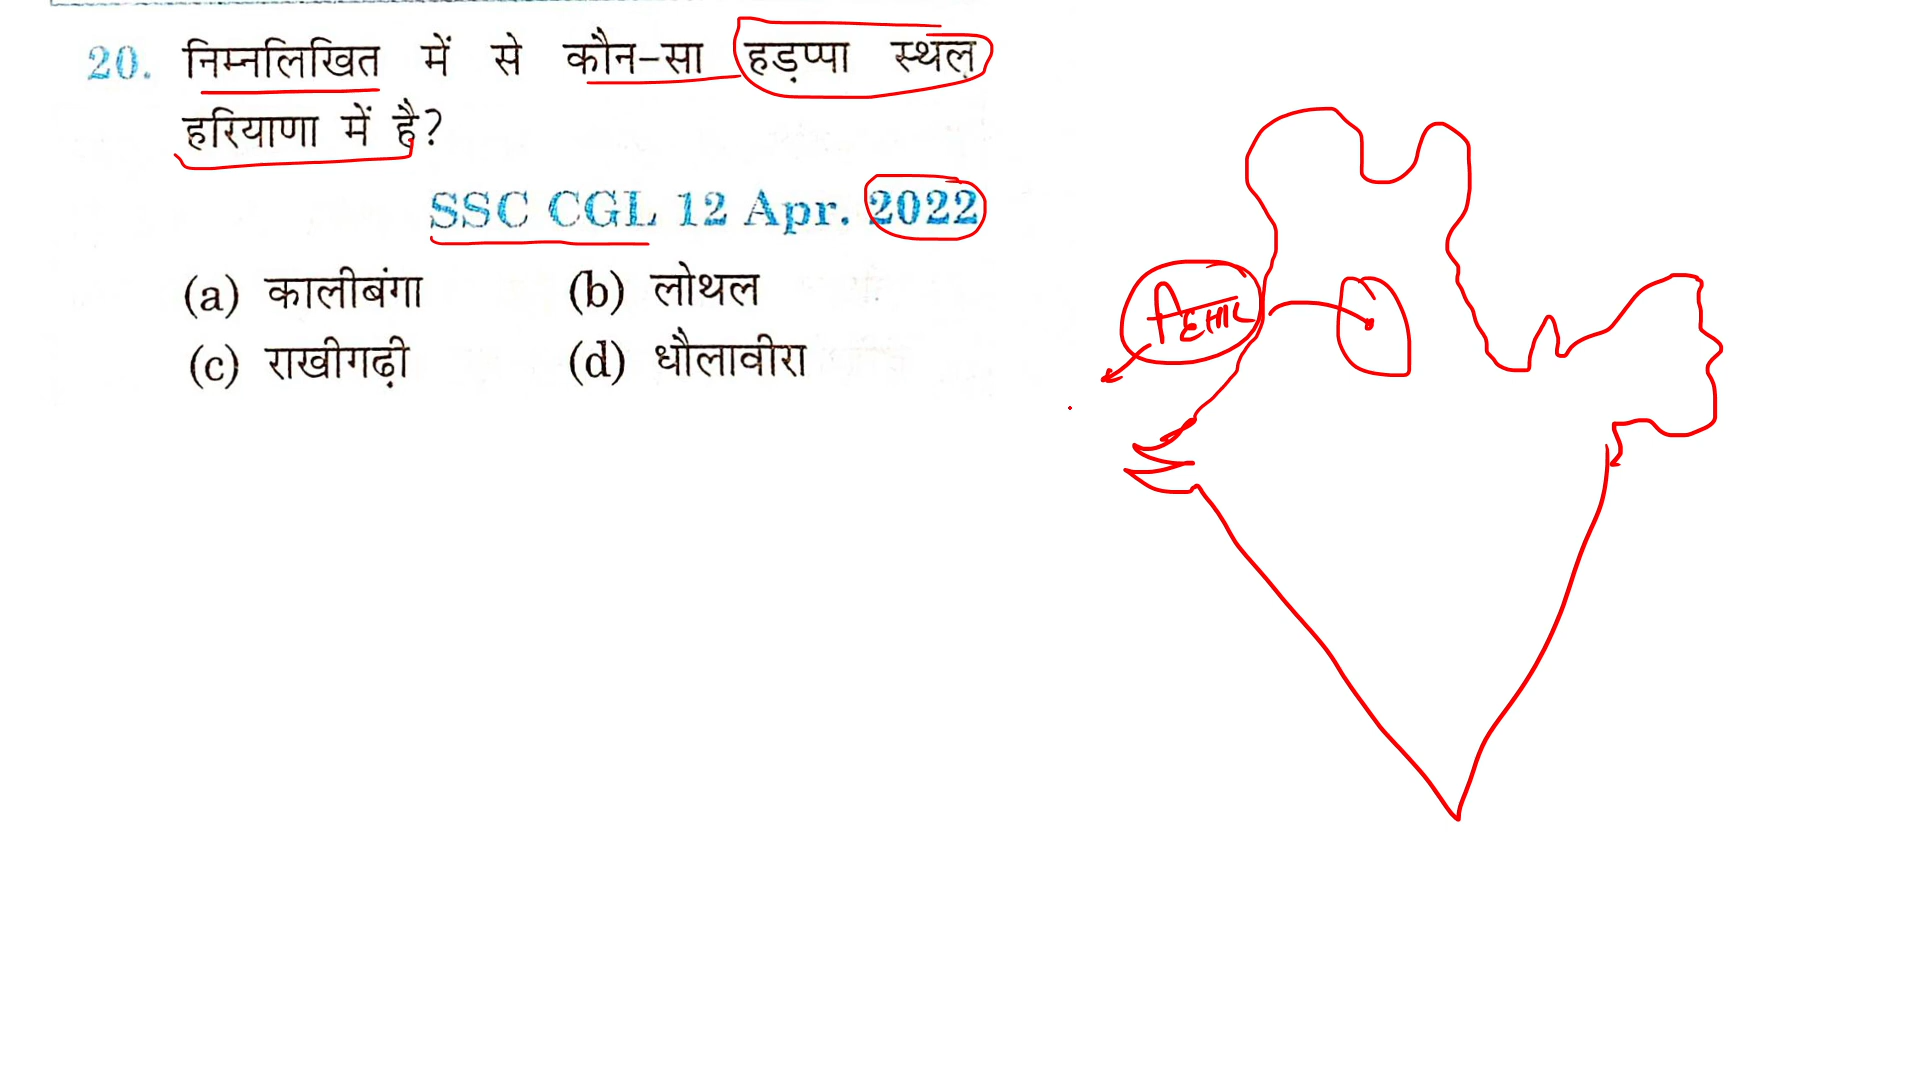 20. निम्नलिखित में से कौन-सा हड़प्पा स्थल
हरियाणा में है?
SSC CGL 12 Apr. 2022
(a) कालीबंगा (b) लोथल
(c) राखीगढ़ी (d) धौलावीरा
हिसार